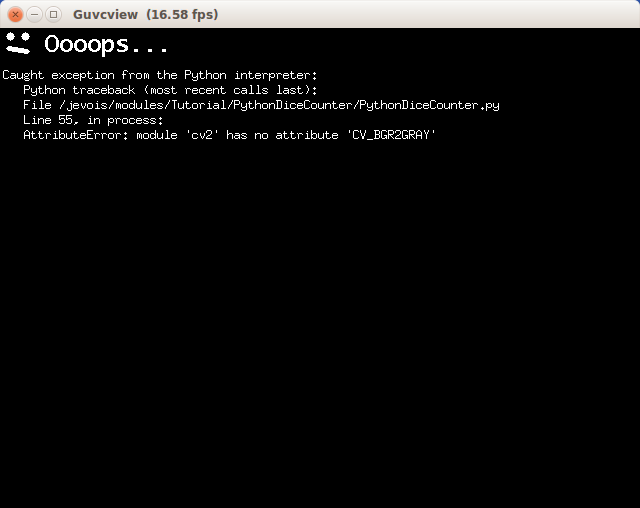 Guvcview (16.58 fps)
Oooops...
Caught exception from the Python interpreter:
Python traceback (most recent calls last):
File /jevois/modules/Tutorial/PythonDiceCounter/PythonDiceCounter.py
Line 55, in process:
AttributeError: module 'cv2' has no attribute 'CV_BGR2GRAY'